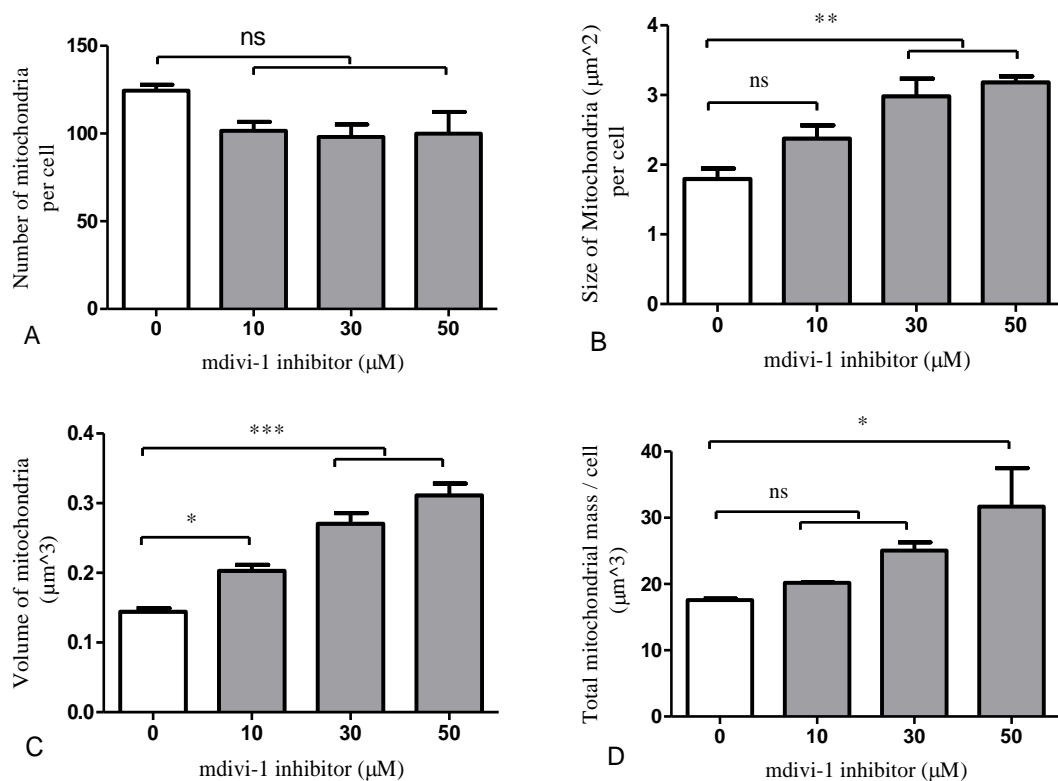 ns
150
125
100
50
0
Number of mitochondria
per cell
0 10 30 50
A
mdivi-1 inhibitor (μM)
**
ns
4
3
2
1
0
Size of Mitochondria (μm^2)
per cell
0 10 30 50
B
mdivi-1 inhibitor (μM)
***
*
0.4
0.3
0.2
0.1
0.0
Volume of mitochondria
(μm^3)
0 10 30 50
C
mdivi-1 inhibitor (μM)
*
ns
40
30
20
10
0
Total mitochondrial mass / cell
(μm^3)
0 10 30 50
D
mdivi-1 inhibitor (μM)